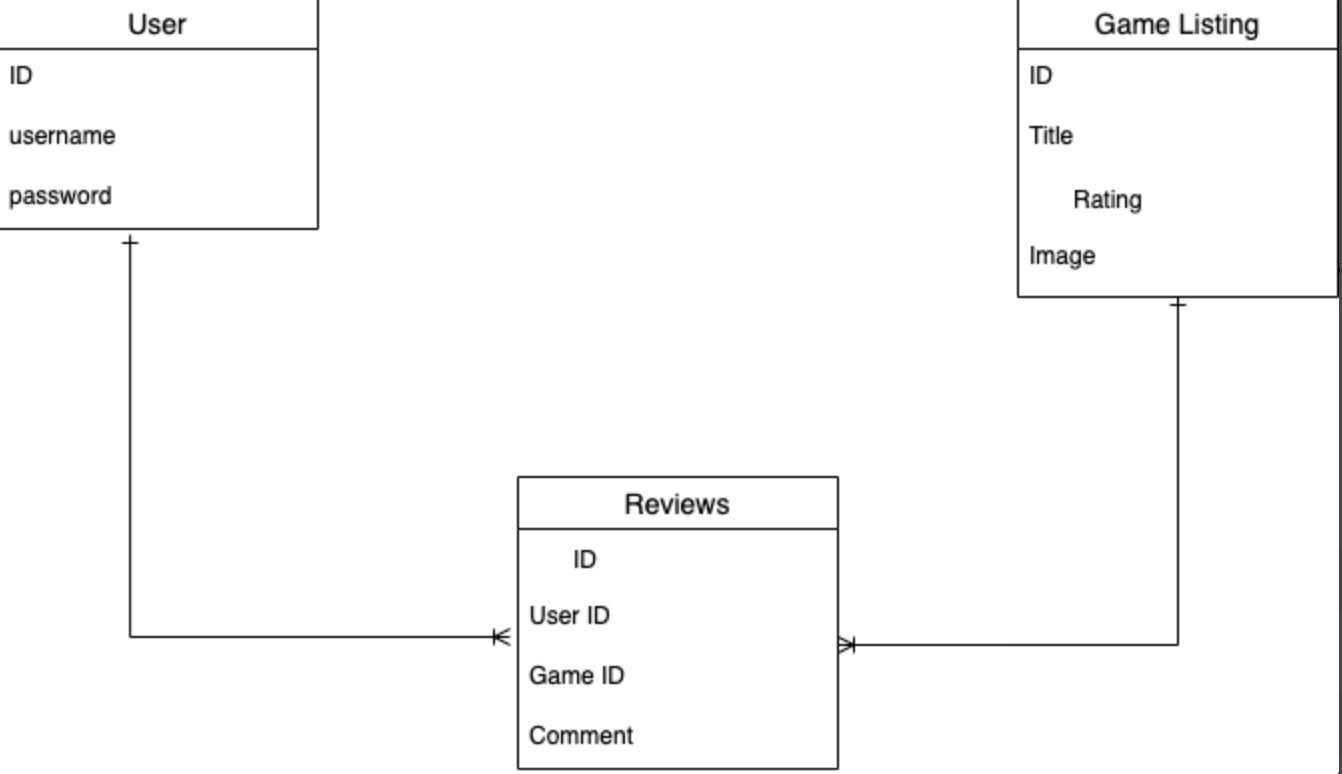 User
ID
username
password
Game Listing
ID
Title
Rating
Image
Reviews
ID
User ID
Game ID
Comment